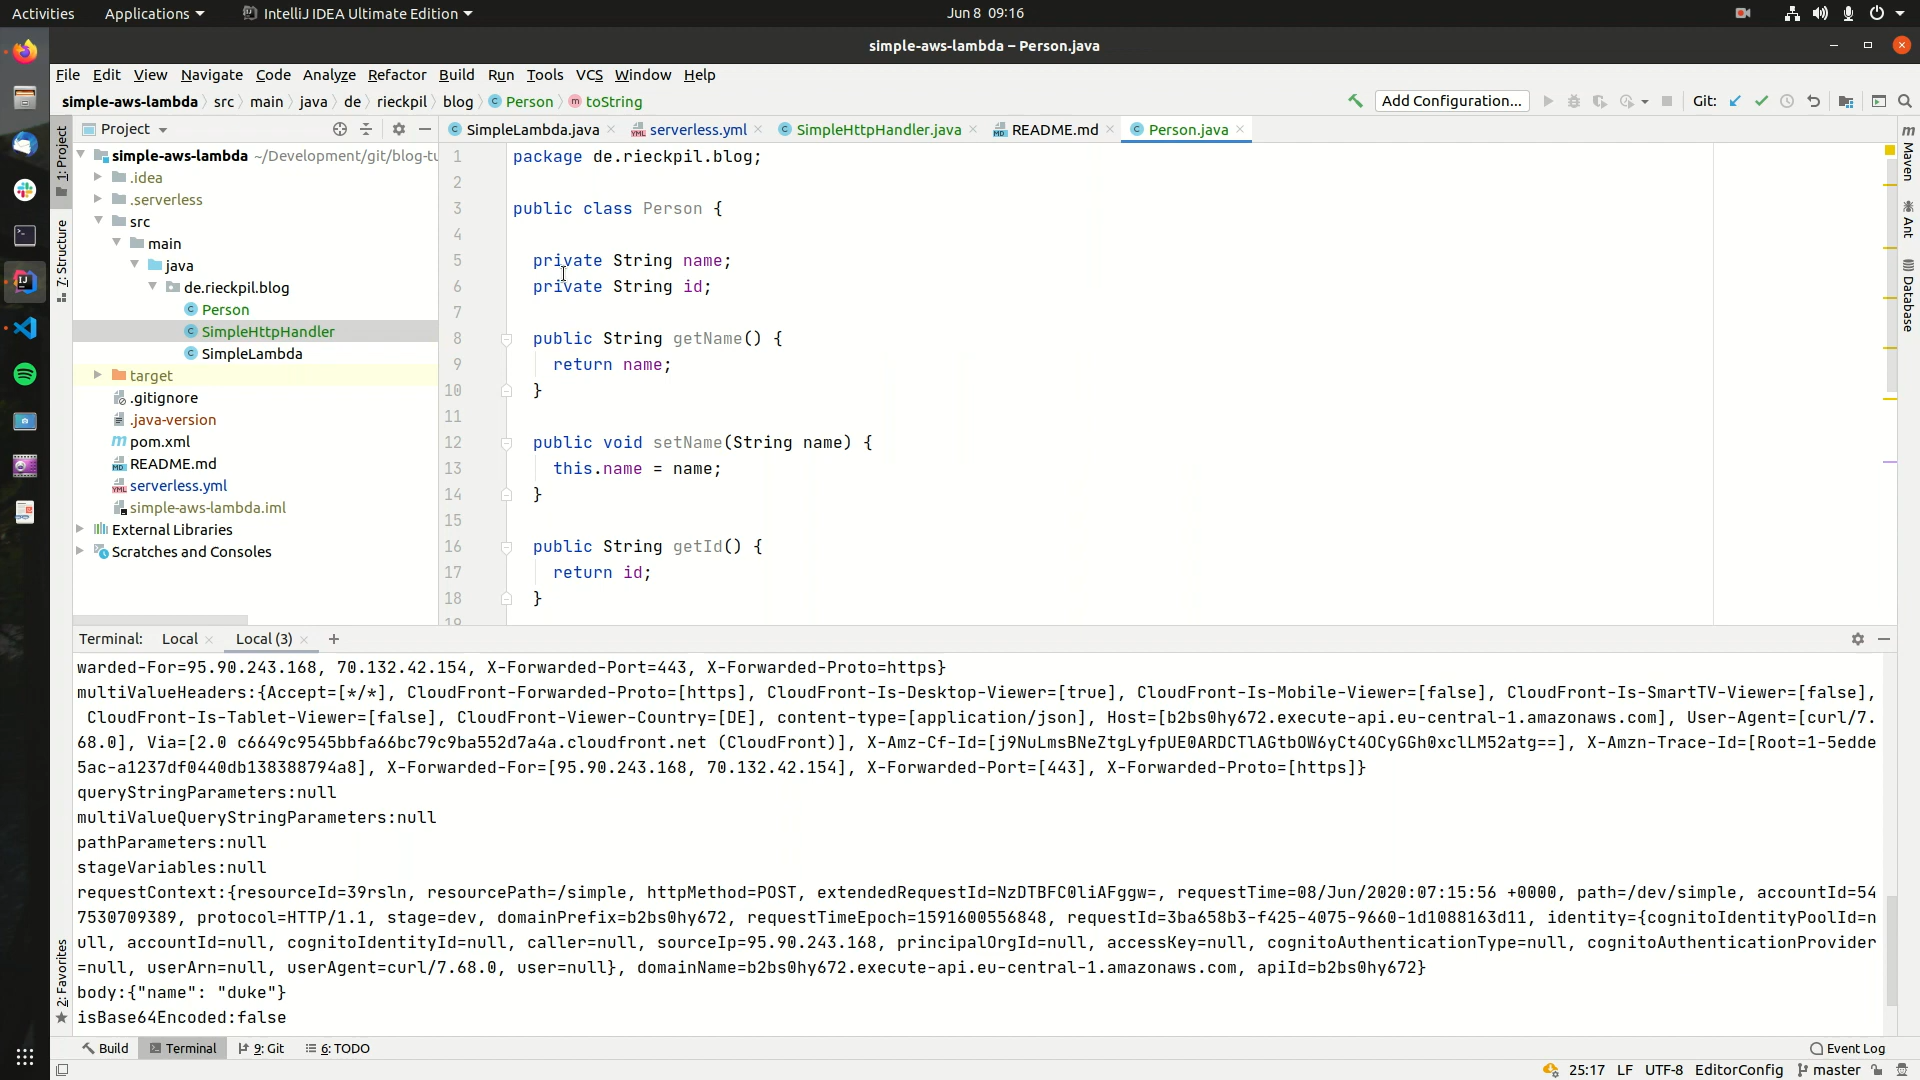 Activities Applications IntelliJ IDEA Ultimate Edition Jun 8 09:16
simple-aws-lambda – Person.java
File Edit View Navigate Code Analyze Refactor Build Run Tools VCS Window Help
simple-aws-lambda src main java de rieckpil blog Person toString Add Configuration... Git:
Project SimpleLambda.java serverless.yml SimpleHttpHandler.java README.md Person.java
simple-aws-lambda ~/Development/git/blog-tu
.idea
.serverless
src
main
java
de.rieckpil.blog
Person
SimpleHttpHandler
SimpleLambda
target
.gitignore
.java-version
pom.xml
README.md
serverless.yml
simple-aws-lambda.iml
External Libraries
Scratches and Consoles
1: Project
7: Structure
2: Favorites
1 package de.rieckpil.blog;
2
3 public class Person {
4
5 private String name;
6 private String id;
7
8 public String getName() {
9 return name;
10 }
11
12 public void setName(String name) {
13 this.name = name;
14 }
15
16 public String getId() {
17 return id;
18 }
19
Maven
Ant
Database
Terminal: Local Local (3) +
warded-For=95.90.243.168, 70.132.42.154, X-Forwarded-Port=443, X-Forwarded-Proto=https}
multiValueHeaders:{Accept=[*/*], CloudFront-Forwarded-Proto=[https], CloudFront-Is-Desktop-Viewer=[true], CloudFront-Is-Mobile-Viewer=[false], CloudFront-Is-SmartTV-Viewer=[false],
CloudFront-Is-Tablet-Viewer=[false], CloudFront-Viewer-Country=[DE], content-type=[application/json], Host=[b2bs0hy672.execute-api.eu-central-1.amazonaws.com], User-Agent=[curl/7.
68.0], Via=[2.0 c6649c9545bbfa66bc79c9ba552d7a4a.cloudfront.net (CloudFront)], X-Amz-Cf-Id=[j9NuLmsBNeZtgLyfpUE0ARDCTlAGtbOW6yCt4OCyGGh0xclLM52atg==], X-Amzn-Trace-Id=[Root=1-5edde
5ac-a1237df0440db138388794a8], X-Forwarded-For=[95.90.243.168, 70.132.42.154], X-Forwarded-Port=[443], X-Forwarded-Proto=[https]}
queryStringParameters:null
multiValueQueryStringParameters:null
pathParameters:null
stageVariables:null
requestContext:{resourceId=39rsln, resourcePath=/simple, httpMethod=POST, extendedRequestId=NzDTBFC0liAFggw=, requestTime=08/Jun/2020:07:15:56 +0000, path=/dev/simple, accountId=54
7530709389, protocol=HTTP/1.1, stage=dev, domainPrefix=b2bs0hy672, requestTimeEpoch=1591600556848, requestId=3ba658b3-f425-4075-9660-1d1088163d11, identity={cognitoIdentityPoolId=n
ull, accountId=null, cognitoIdentityId=null, caller=null, sourceIp=95.90.243.168, principalOrgId=null, accessKey=null, cognitoAuthenticationType=null, cognitoAuthenticationProvider
=null, userArn=null, userAgent=curl/7.68.0, user=null}, domainName=b2bs0hy672.execute-api.eu-central-1.amazonaws.com, apiId=b2bs0hy672}
body:{"name": "duke"}
isBase64Encoded:false
Build Terminal 9: Git 6: TODO Event Log
25:17 LF UTF-8 EditorConfig master